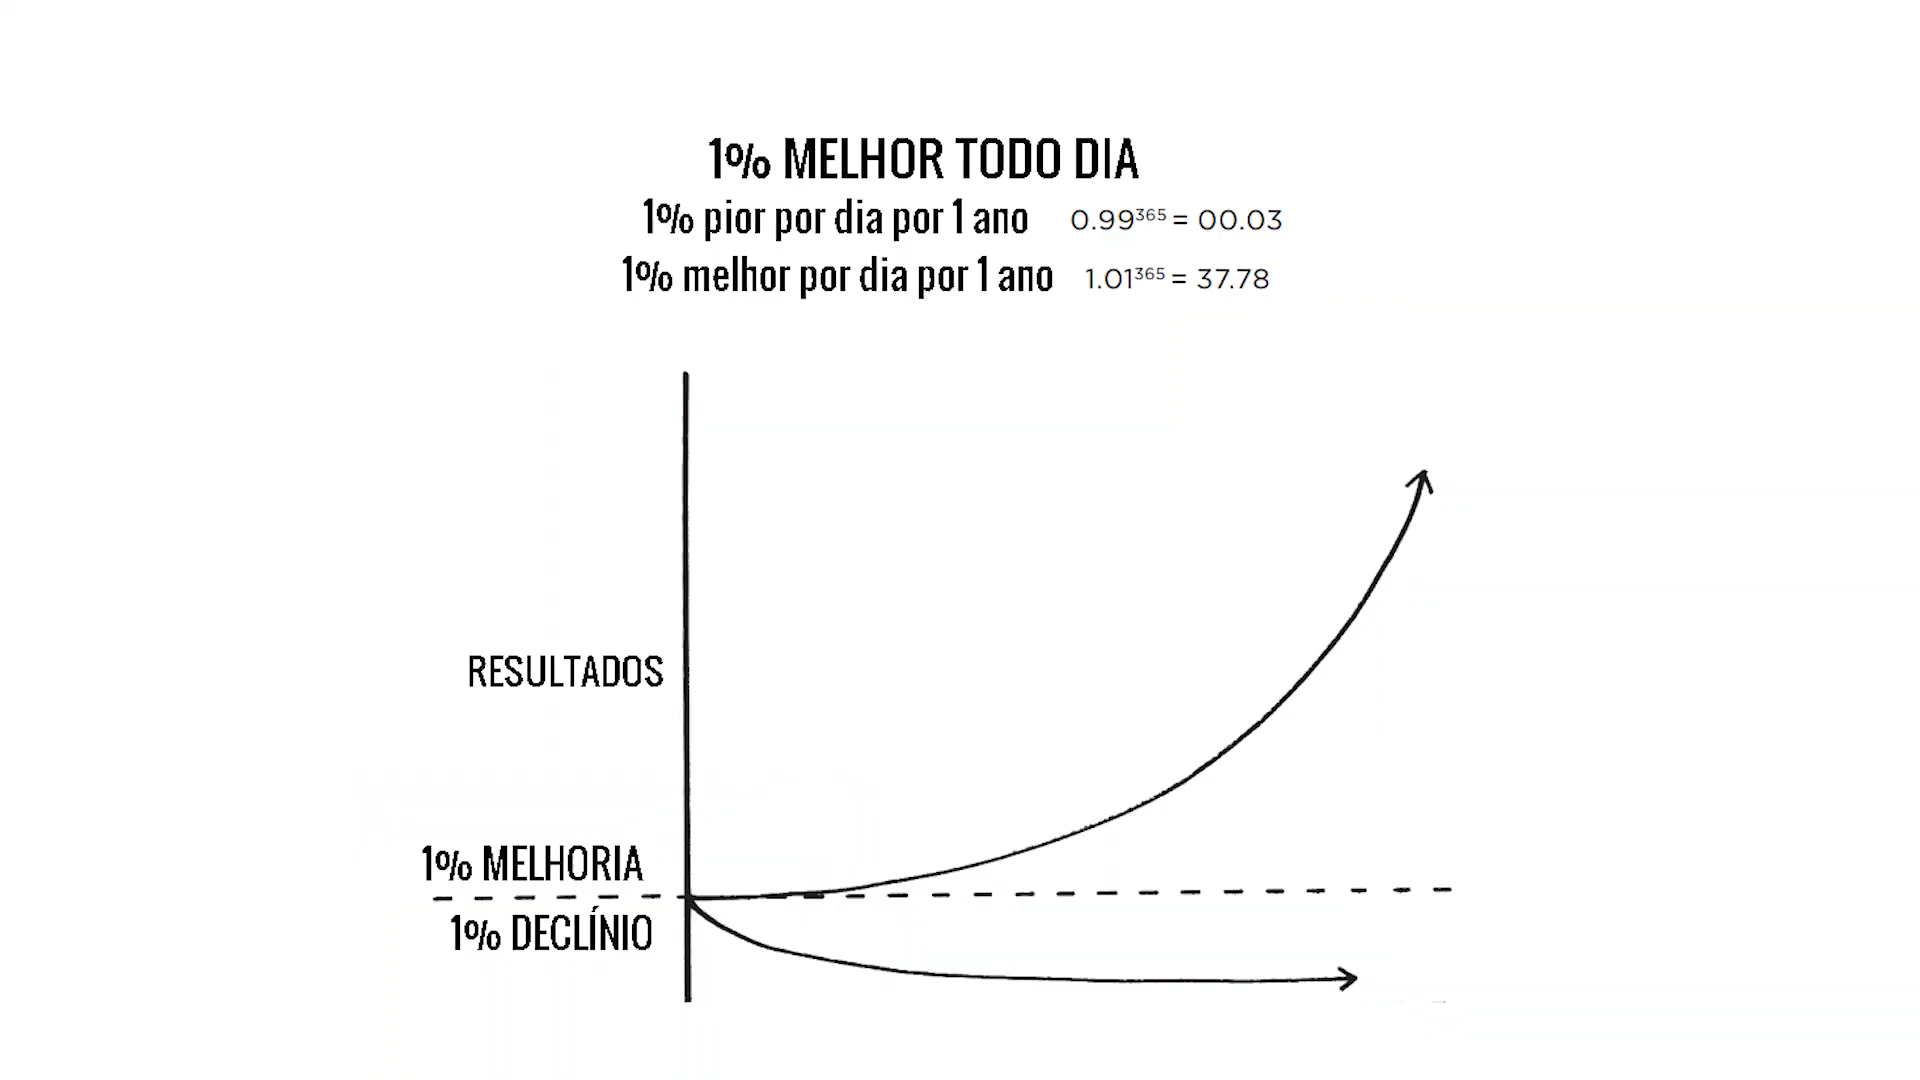 1% MELHOR TODO DIA
1% pior por dia por 1 ano 0.99³⁶⁵ = 00.03
1% melhor por dia por 1 ano 1.01³⁶⁵ = 37.78
RESULTADOS
1% MELHORIA
1% DECLÍNIO